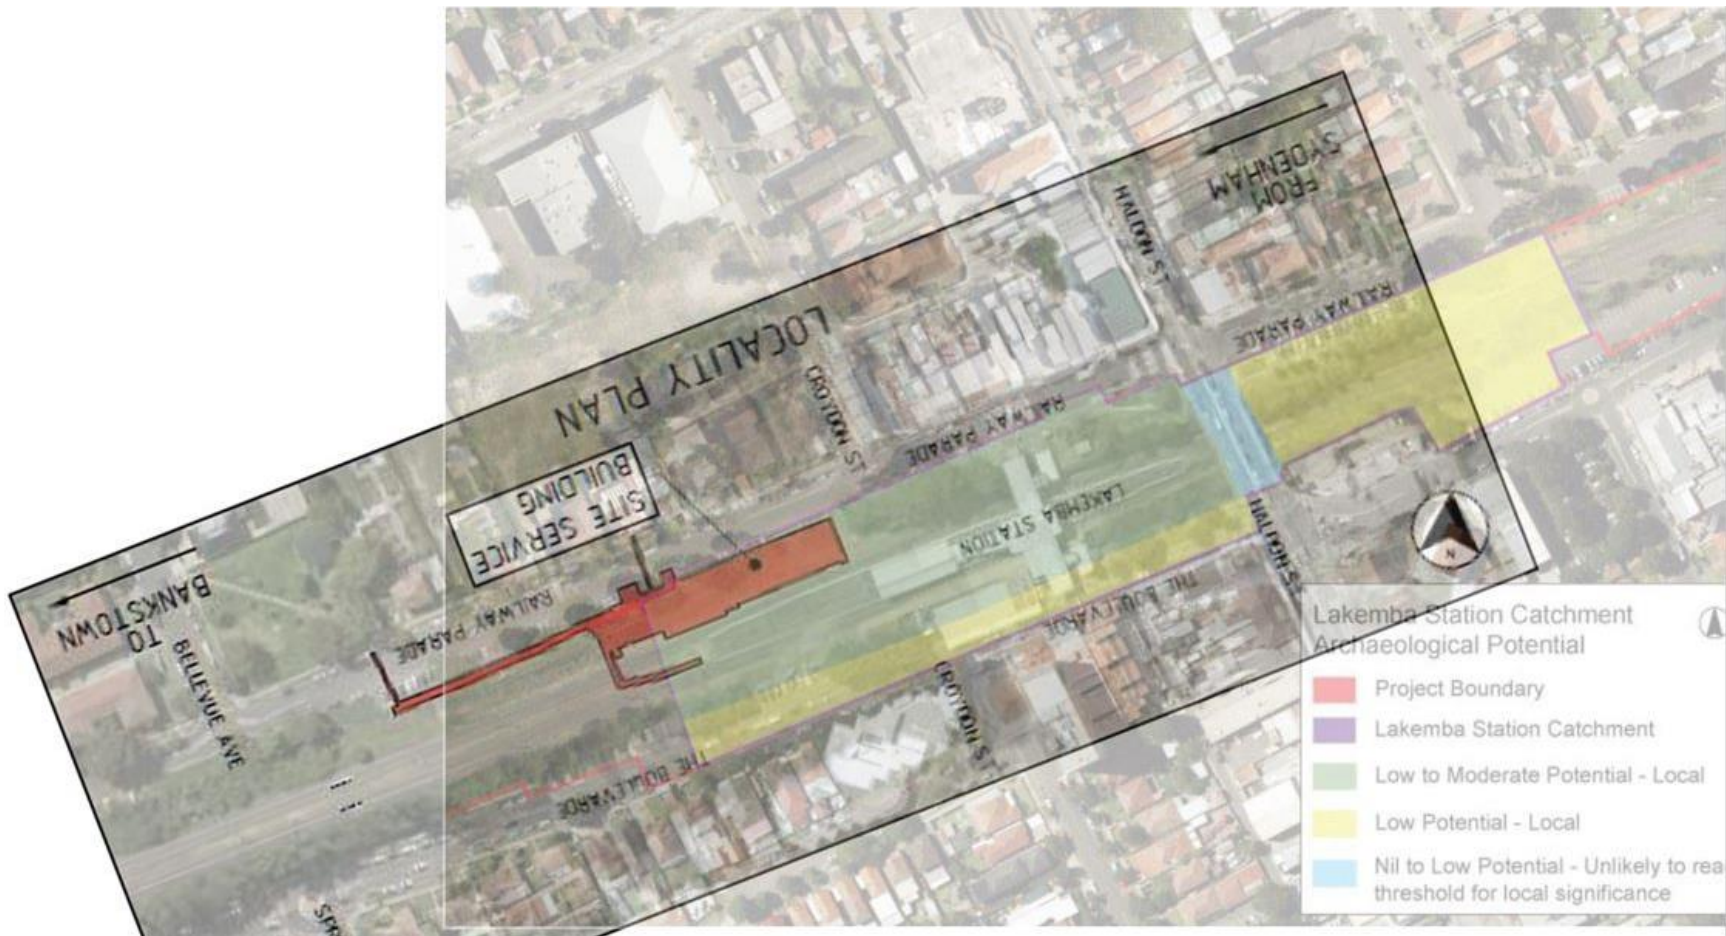 FROM
SYDENHAM
HALDON ST
RAILWAY PARADE
LOCALITY PLAN
CROYDON ST
RAILWAY PARADE
SITE SERVICE
BUILDING
LAKEMBA STATION
TO
BANKSTOWN
RAILWAY PARADE
BELLEVUE AVE
HALDON ST
THE BOULEVARDE
CROYDON ST
THE BOULEVARDE
SPR
N
Lakemba Station Catchment
Archaeological Potential
Project Boundary
Lakemba Station Catchment
Low to Moderate Potential - Local
Low Potential - Local
Nil to Low Potential - Unlikely to rea
threshold for local significance